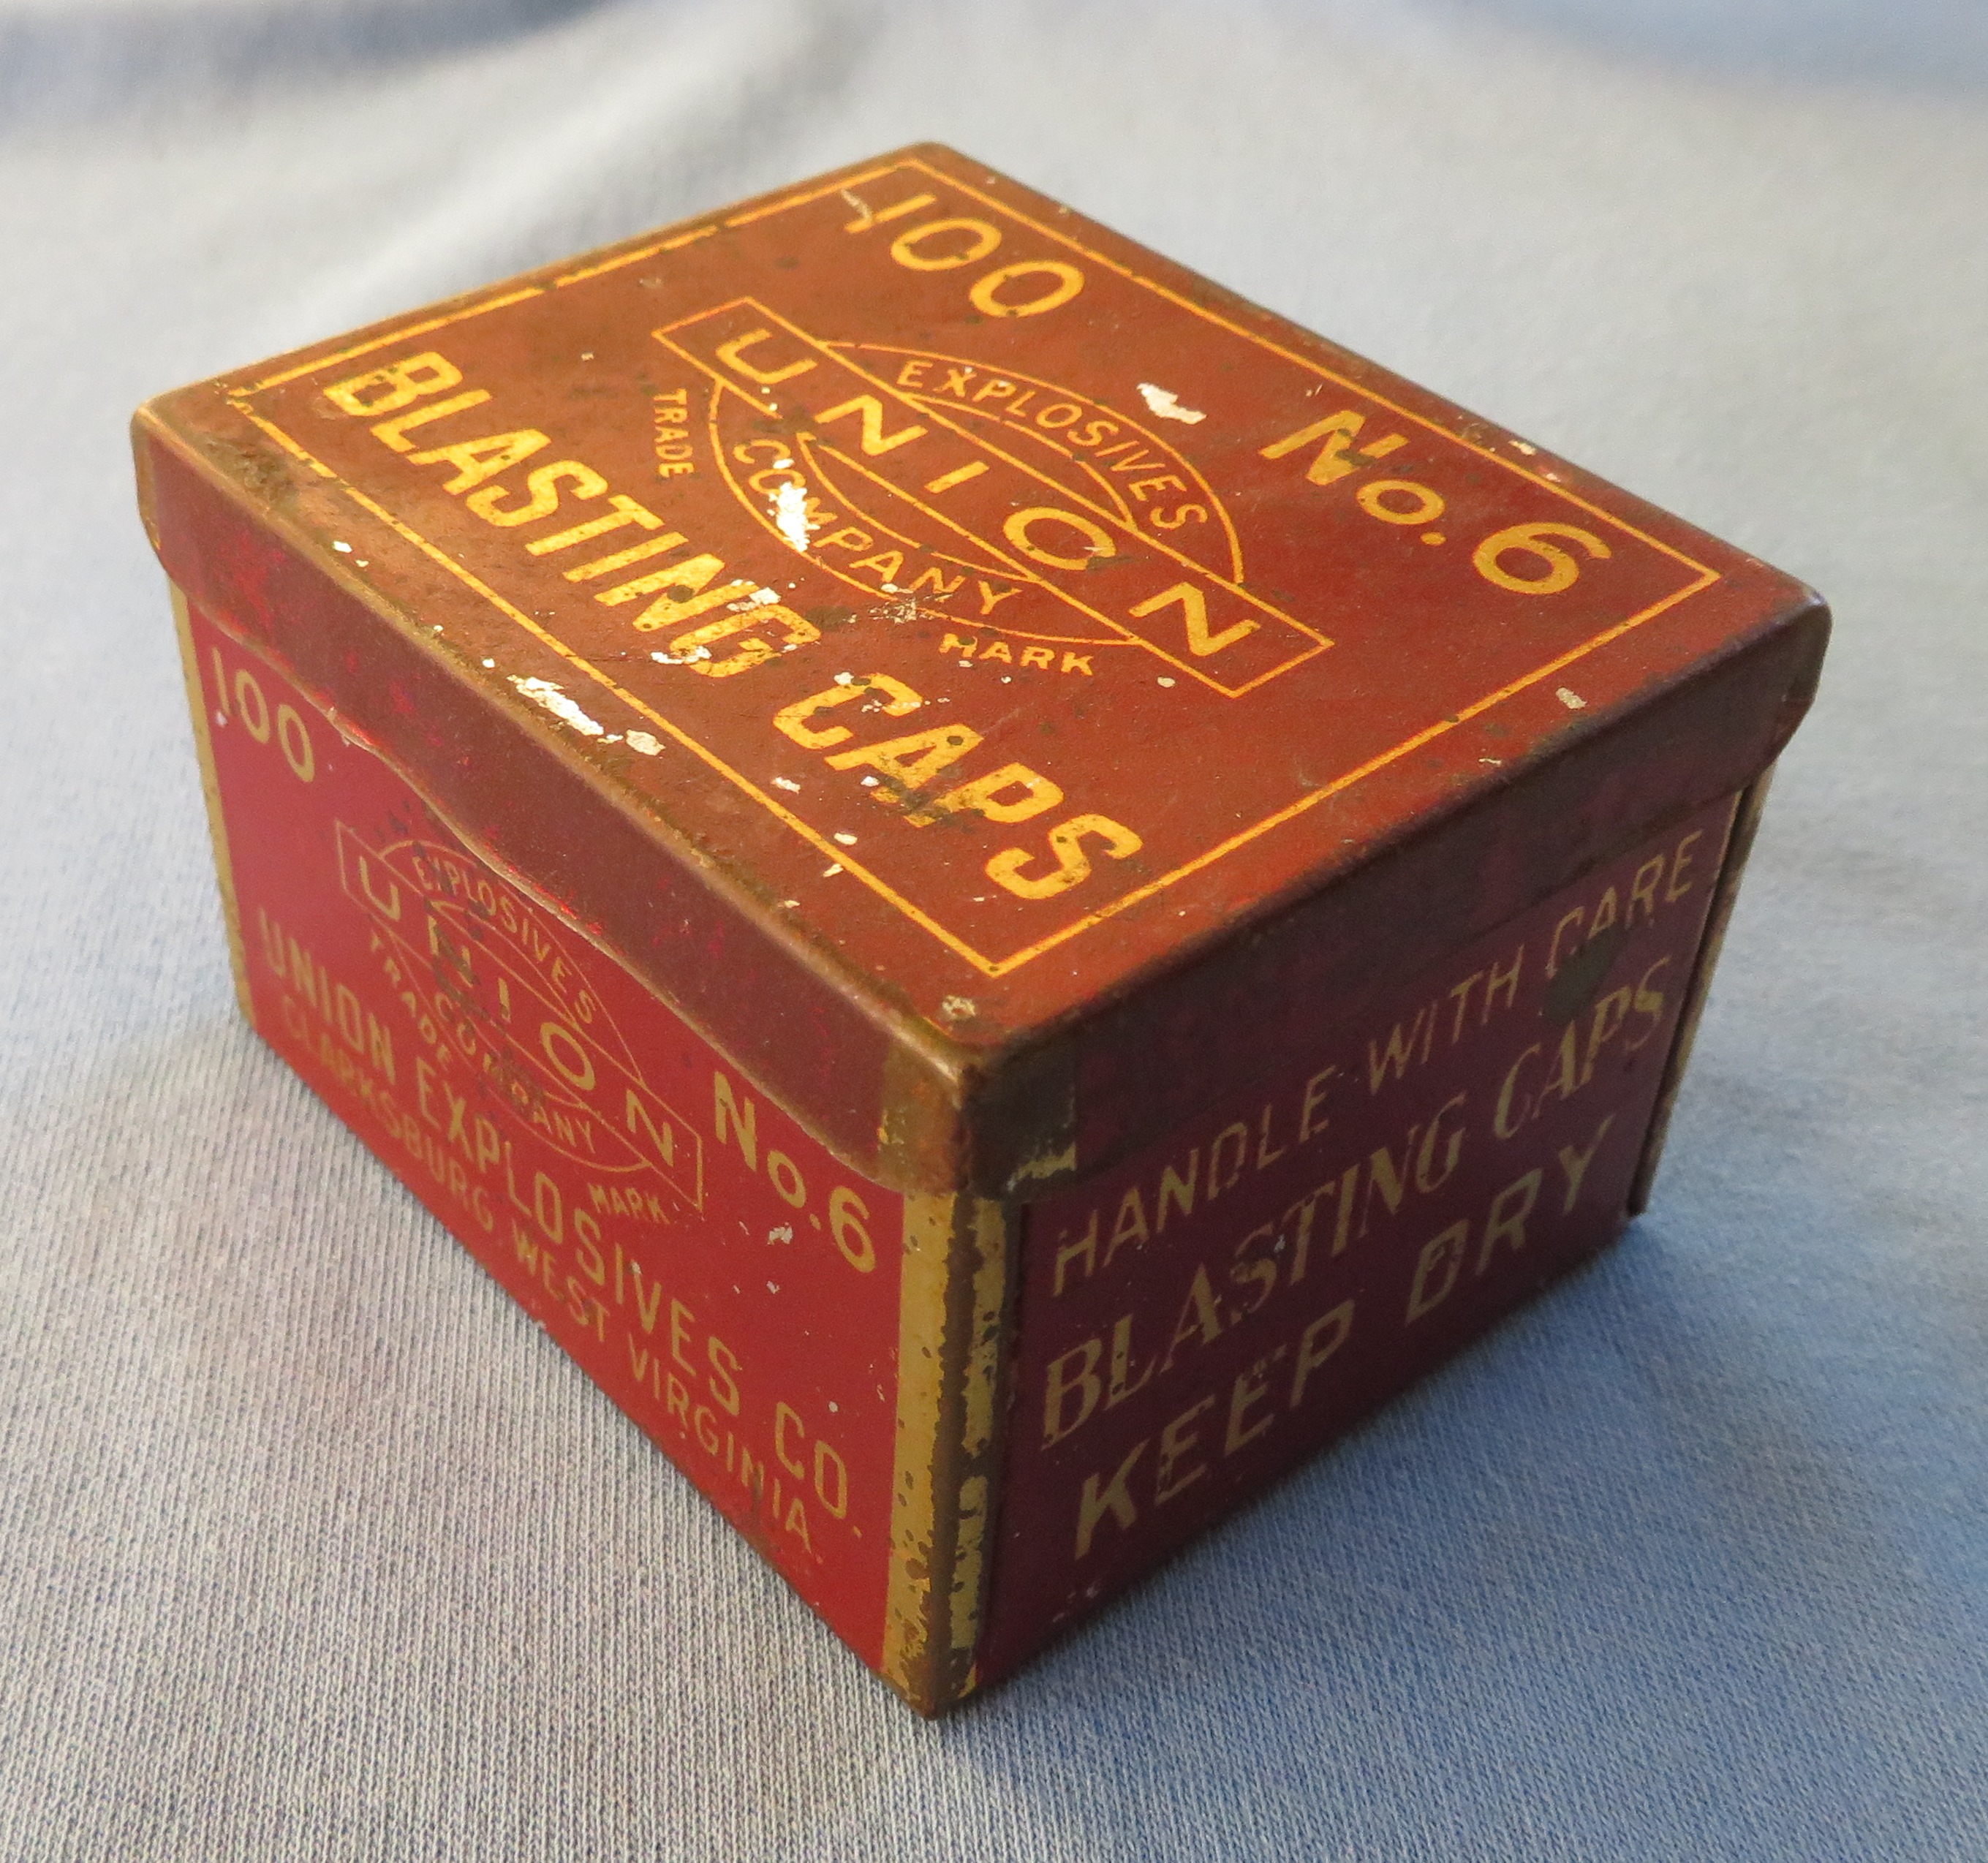 100 No. 6
EXPLOSIVES
UNION
COMPANY
TRADE MARK
BLASTING CAPS
100 No. 6
EXPLOSIVES
UNION
COMPANY
TRADE MARK
UNION EXPLOSIVES CO.
CLARKSBURG WEST VIRGINIA.
HANDLE WITH CARE
BLASTING CAPS
KEEP DRY